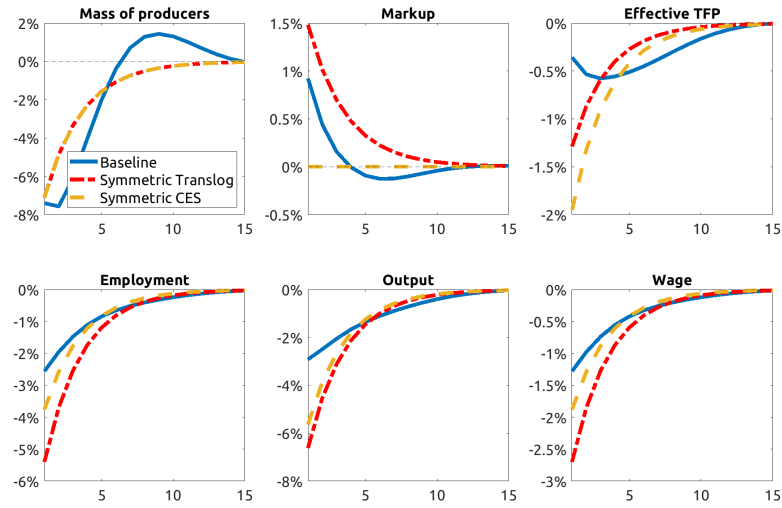 Mass of producers
2%
0%
-2%
-4%
-6%
-8%
5 10 15
Baseline
Symmetric Translog
Symmetric CES
Markup
1.5%
1%
0.5%
0%
0.5%
5 10 15
Effective TFP
0%
-0.5%
-1%
-1.5%
-2%
5 10 15
Employment
0%
-1%
-2%
-3%
-4%
-5%
-6%
5 10 15
Output
0%
-2%
-4%
-6%
-8%
5 10 15
Wage
0%
-0.5%
-1%
-1.5%
-2%
-2.5%
-3%
5 10 15